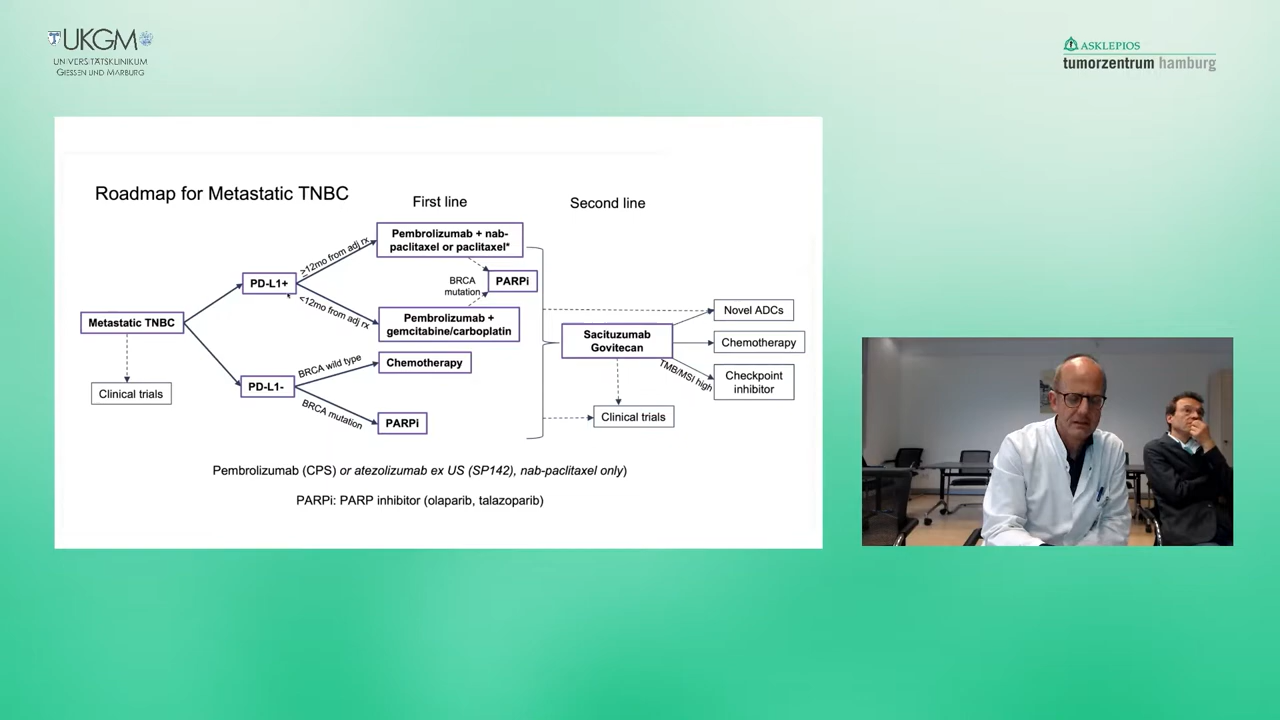 UKGM
UNIVERSITÄTSKLINIKUM
GIESSEN UND MARBURG
ASKLEPIOS
tumorzentrum hamburg
Roadmap for Metastatic TNBC
First line
Second line
Pembrolizumab + nab-
paclitaxel or paclitaxel*
>12mo from adj rx
PD-L1+
BRCA
mutation
PARPi
<12mo from adj rx
Pembrolizumab +
gemcitabine/carboplatin
Metastatic TNBC
Clinical trials
PD-L1-
BRCA wild type
Chemotherapy
BRCA mutation
PARPi
Sacituzumab
Govitecan
Novel ADCs
Chemotherapy
TMB/MSI high
Checkpoint
inhibitor
Clinical trials
Pembrolizumab (CPS) or atezolizumab ex US (SP142), nab-paclitaxel only)
PARPi: PARP inhibitor (olaparib, talazoparib)